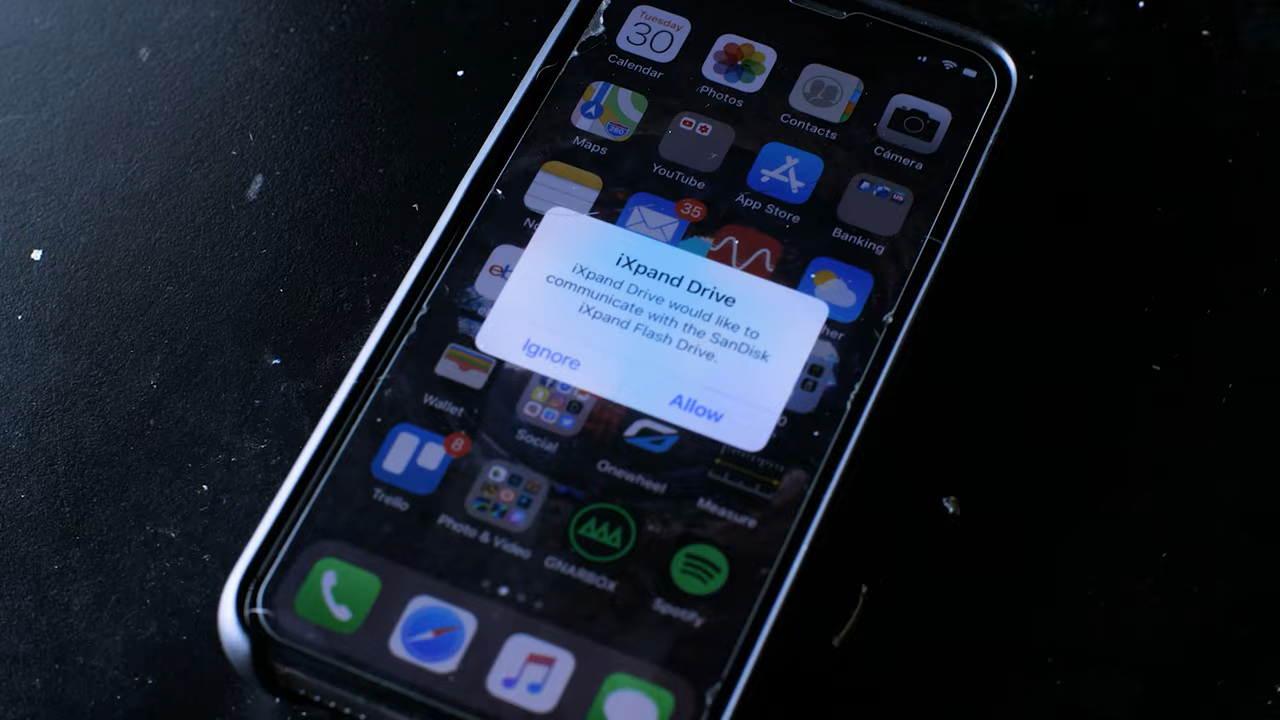 Tuesday
30
Calendar
Photos
Contacts
Camera
280
Maps
YouTube
App Store
Banking
35
iXpand Drive
iXpand Drive would like to
communicate with the SanDisk
iXpand Flash Drive.
Ignore
Allow
Wallet
Social
Onewheel
Measure
8
Trello
Photo & Video
GNARBOX
Spotify